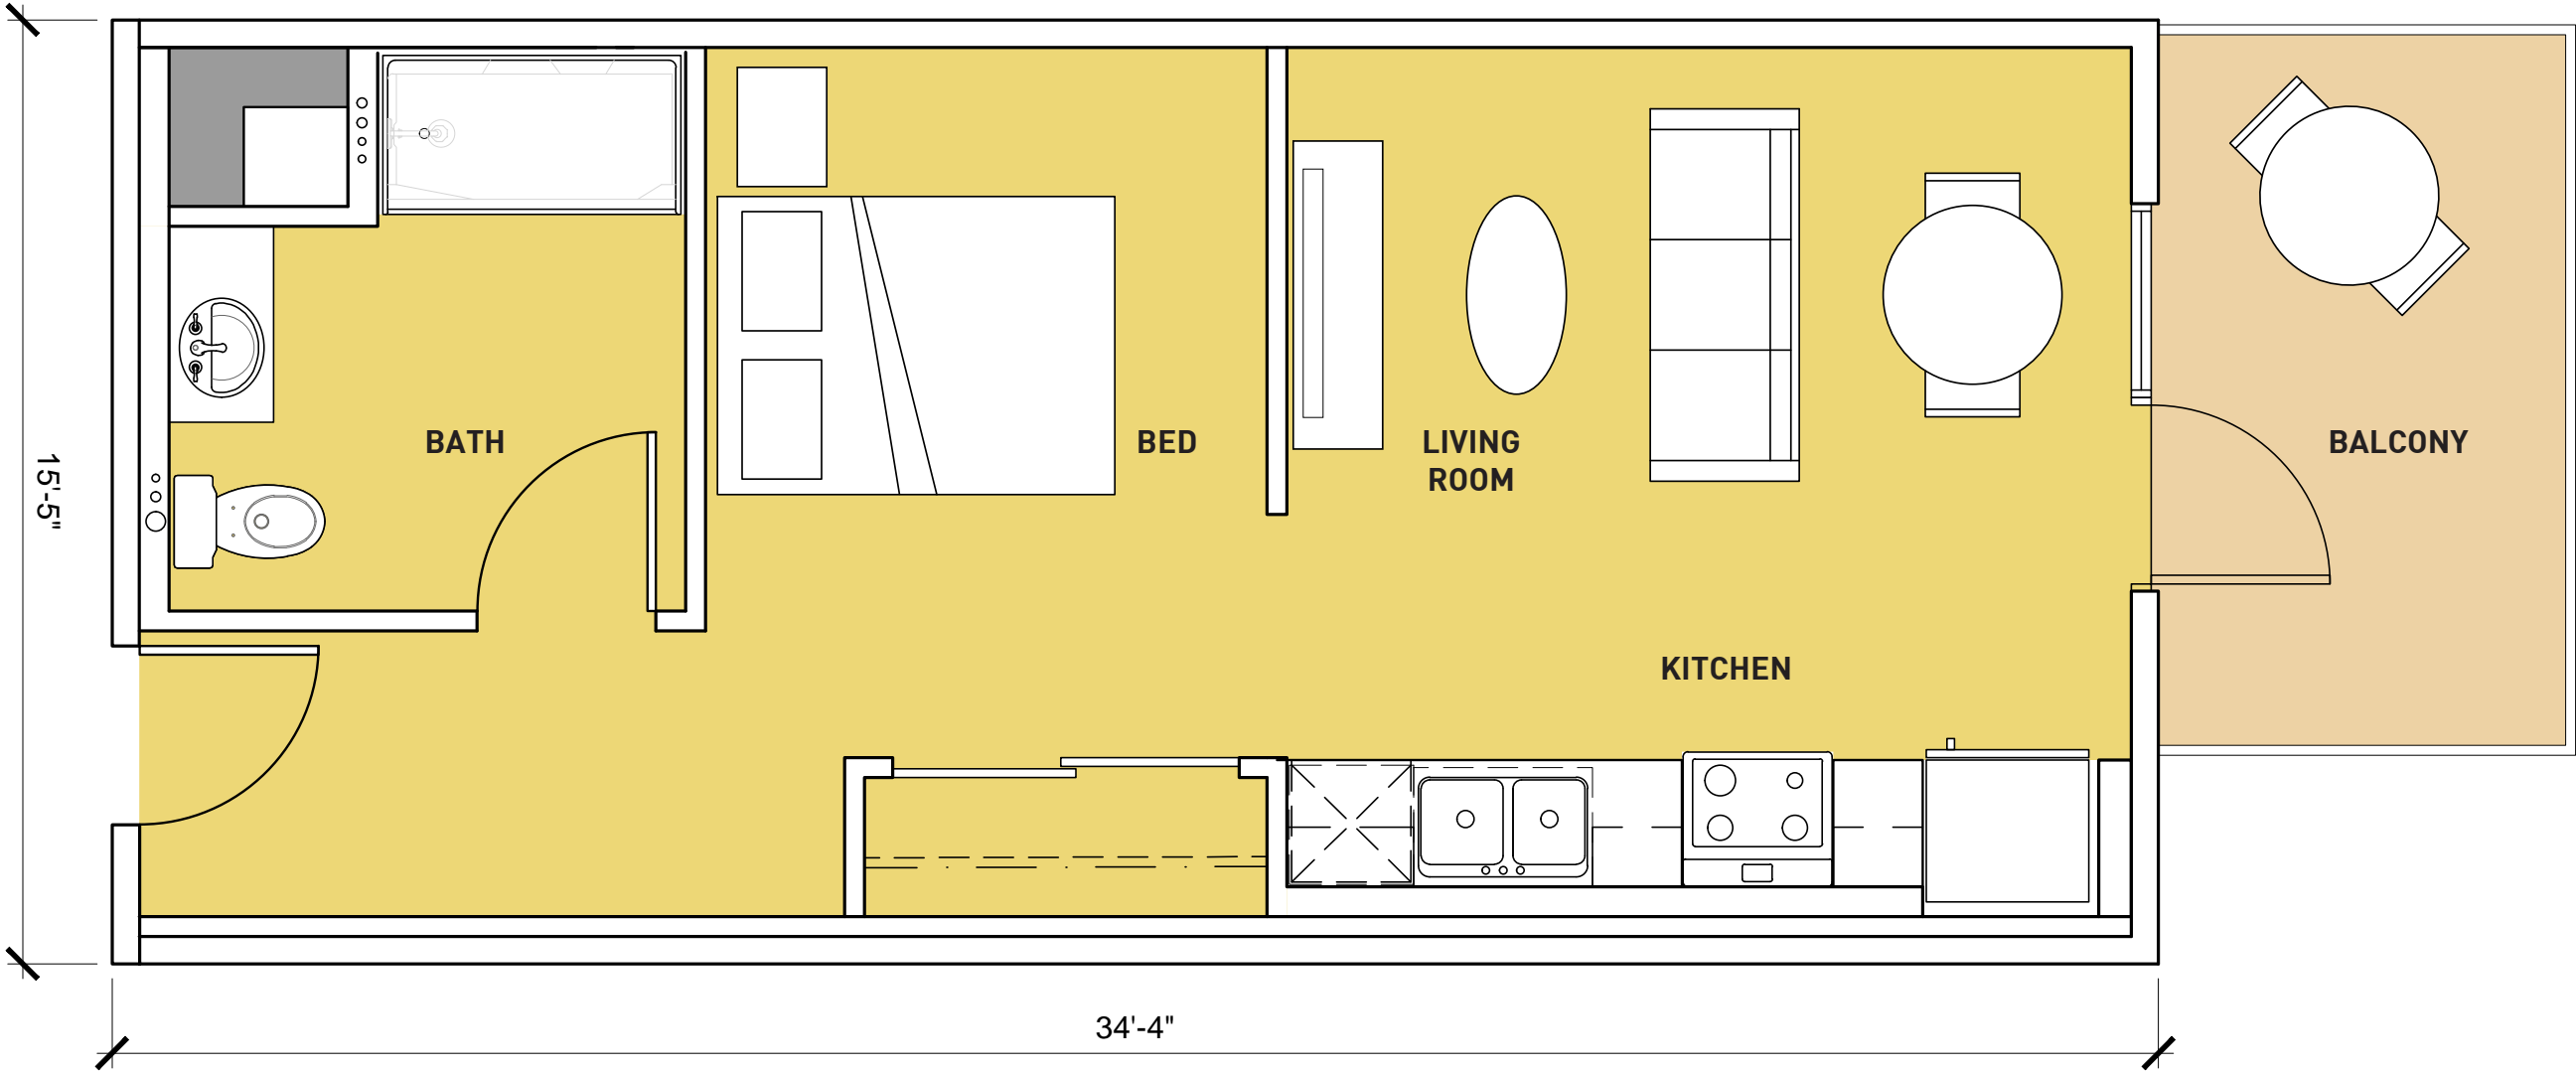 BATH
BED
LIVING
ROOM
BALCONY
KITCHEN
15'-5"
34'-4"